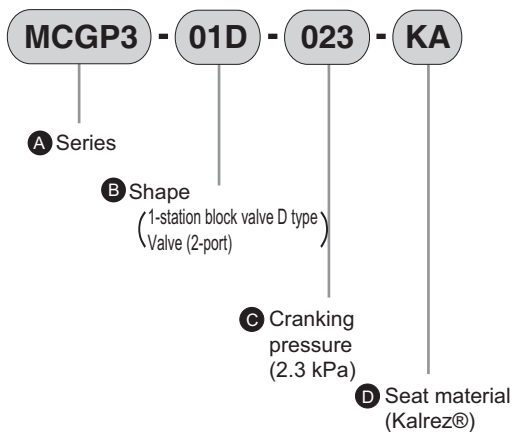 MCGP3 - 01D - 023 - KA
A Series
B Shape
(1-station block valve D type
Valve (2-port))
C Cranking
pressure
(2.3 kPa)
D Seat material
(Kalrez®)